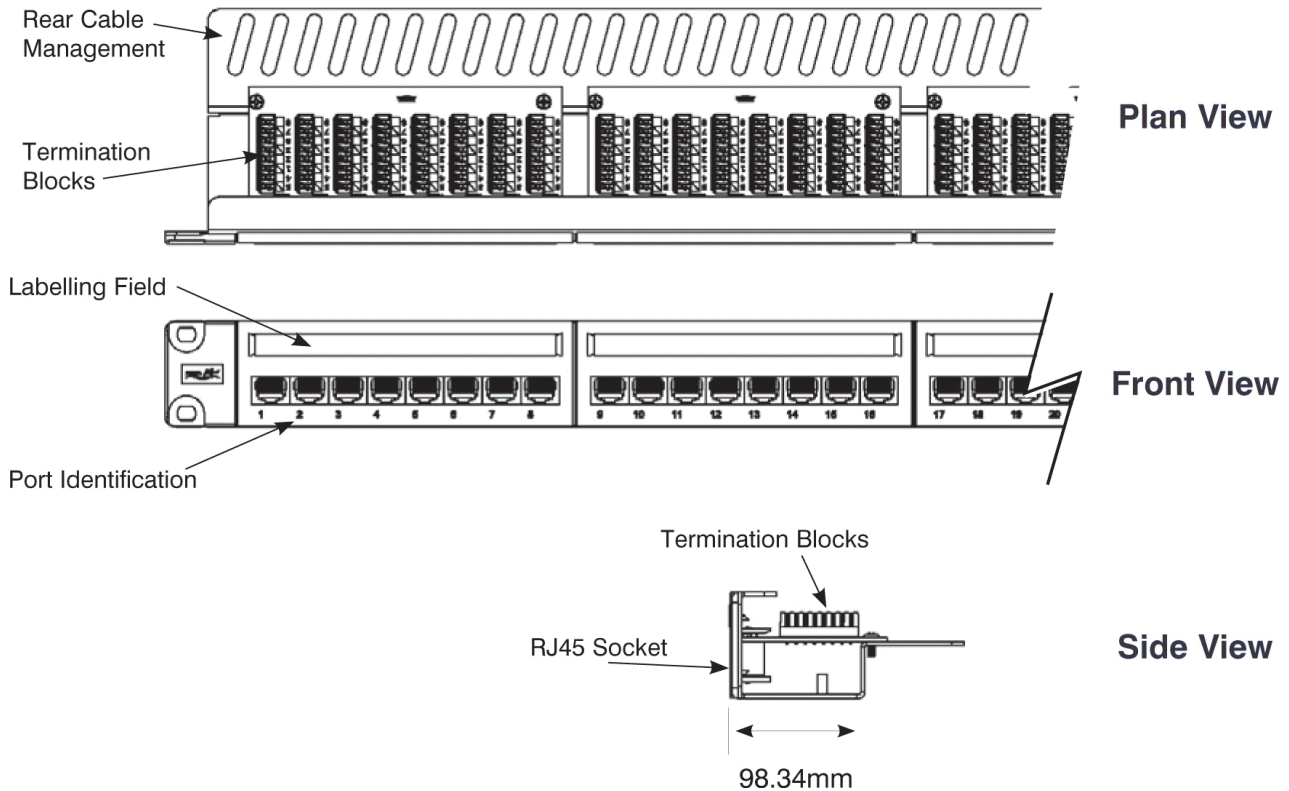 Rear Cable
Management
Plan View
Termination
Blocks
Labelling Field
Front View
1 2 3 4 5 6 7 8 9 10 11 12 13 14 15 16 17 18 19 20
Port Identification
Termination Blocks
RJ45 Socket
Side View
98.34mm